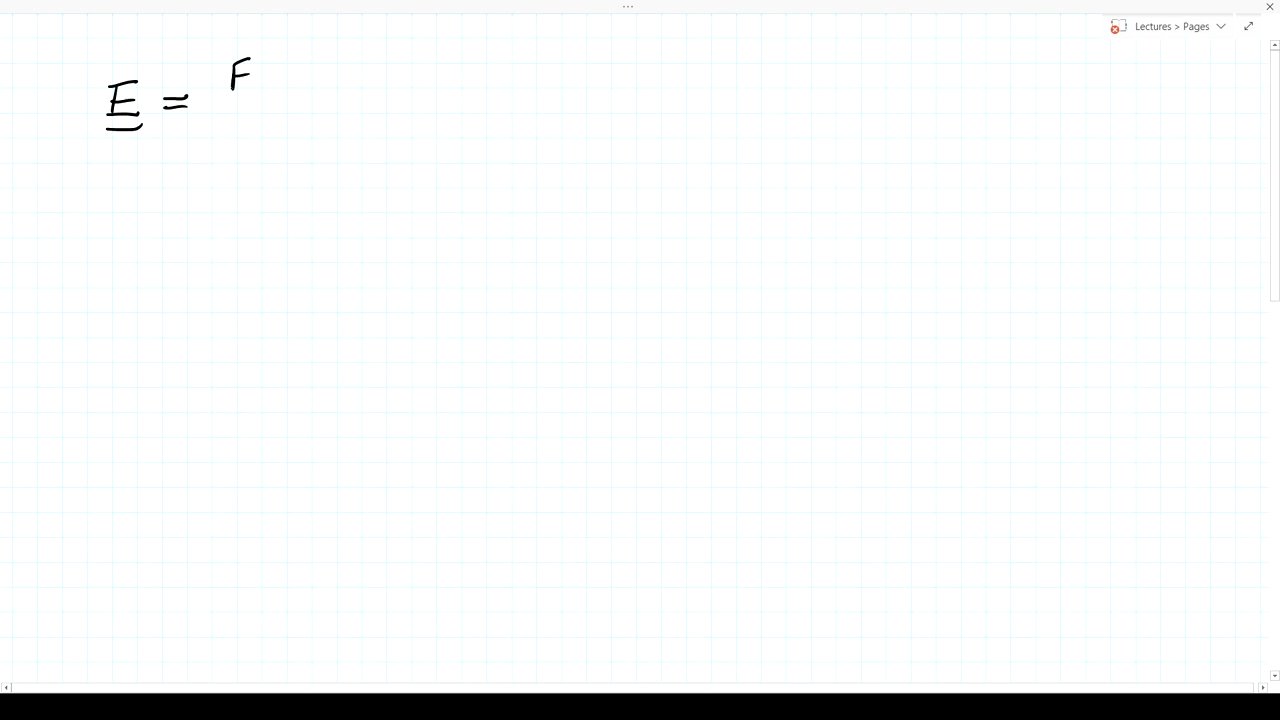 Lectures > Pages
E = F